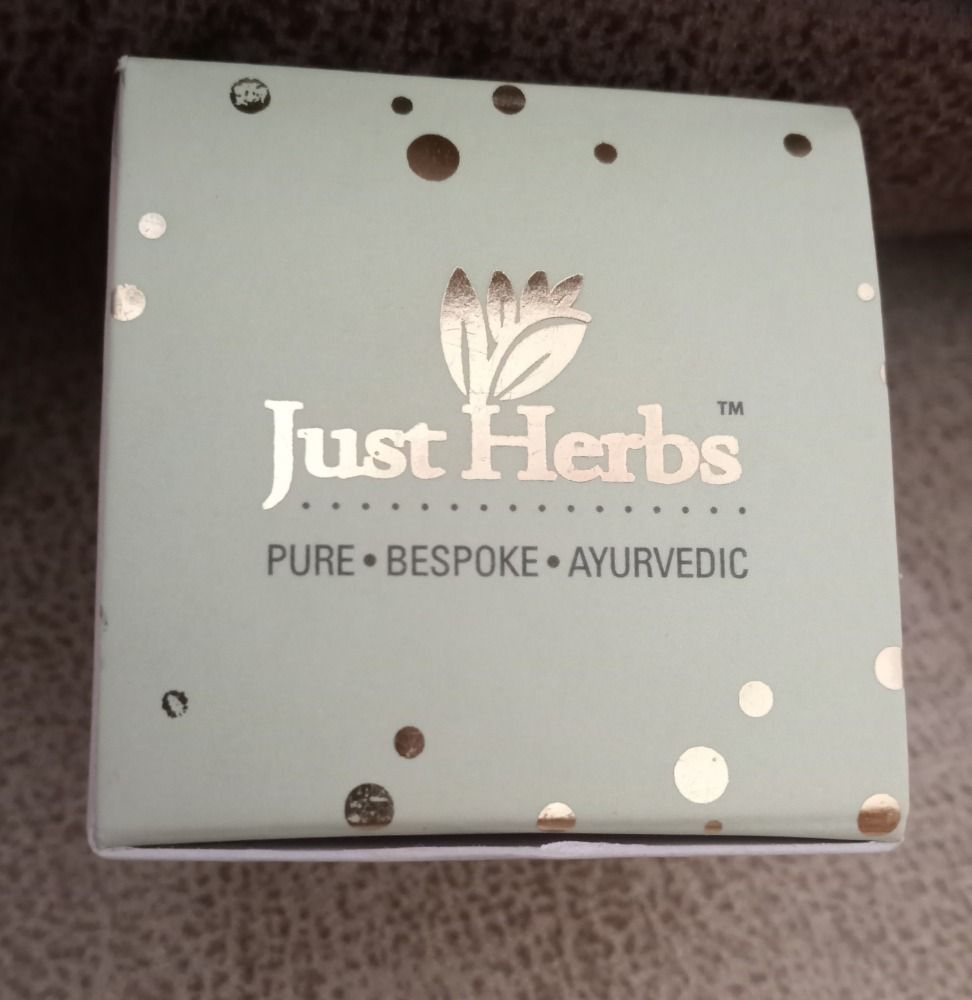 Just Herbs™
PURE • BESPOKE • AYURVEDIC